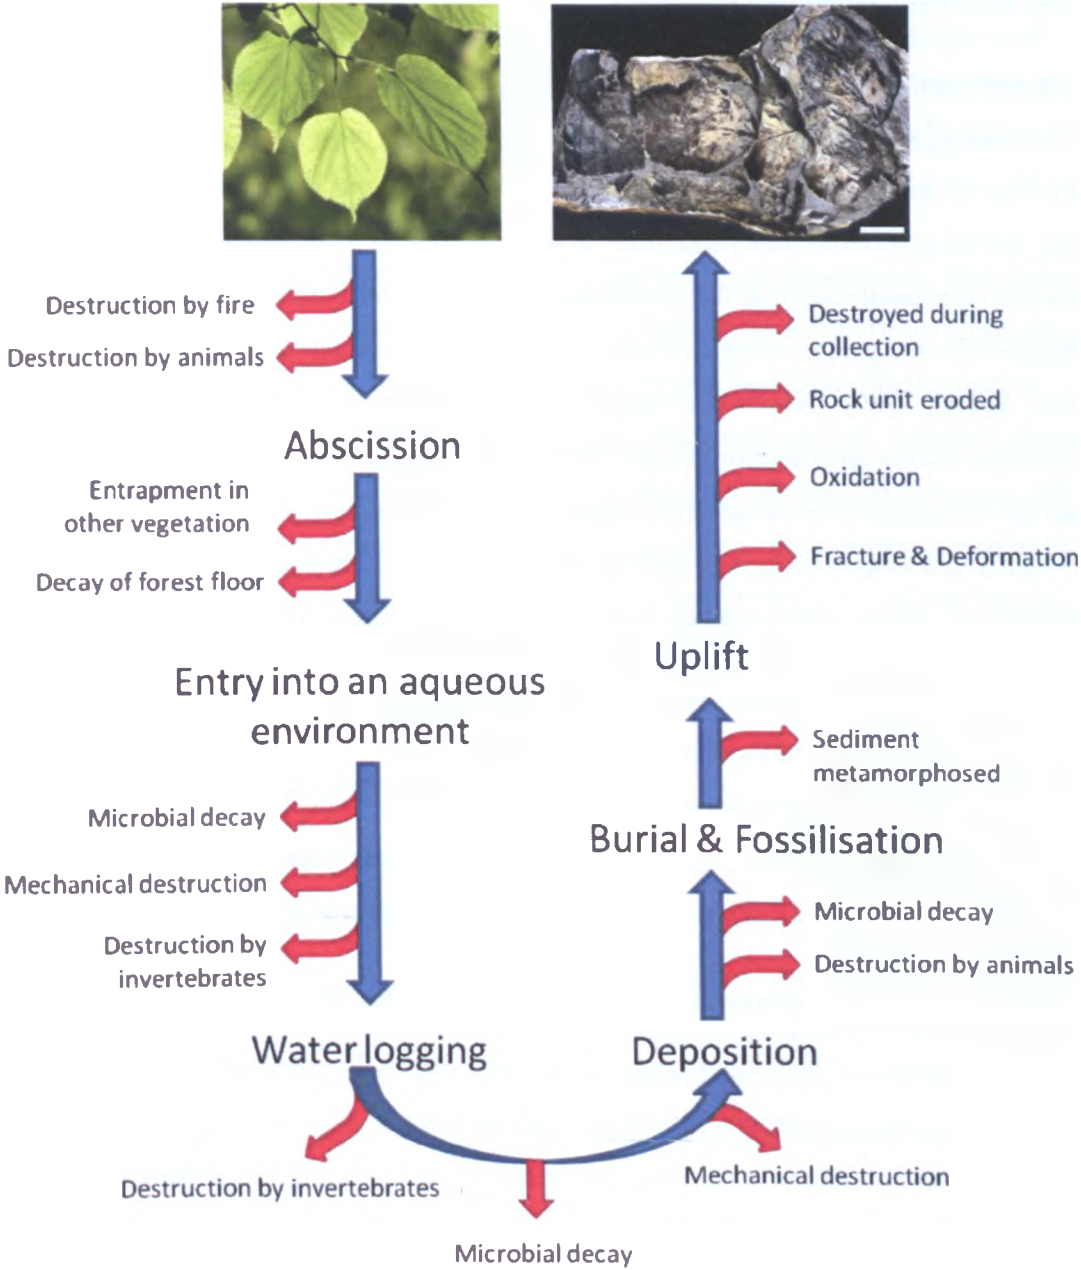 Destruction by fire
Destruction by animals
Abscission
Entrapment in
other vegetation
Decay of forest floor
Entry into an aqueous
environment
Microbial decay
Mechanical destruction
Destruction by
invertebrates
Water logging
Destruction by invertebrates
Microbial decay
Mechanical destruction
Deposition
Destruction by animals
Microbial decay
Burial & Fossilisation
Sediment
metamorphosed
Uplift
Fracture & Deformation
Oxidation
Rock unit eroded
Destroyed during
collection